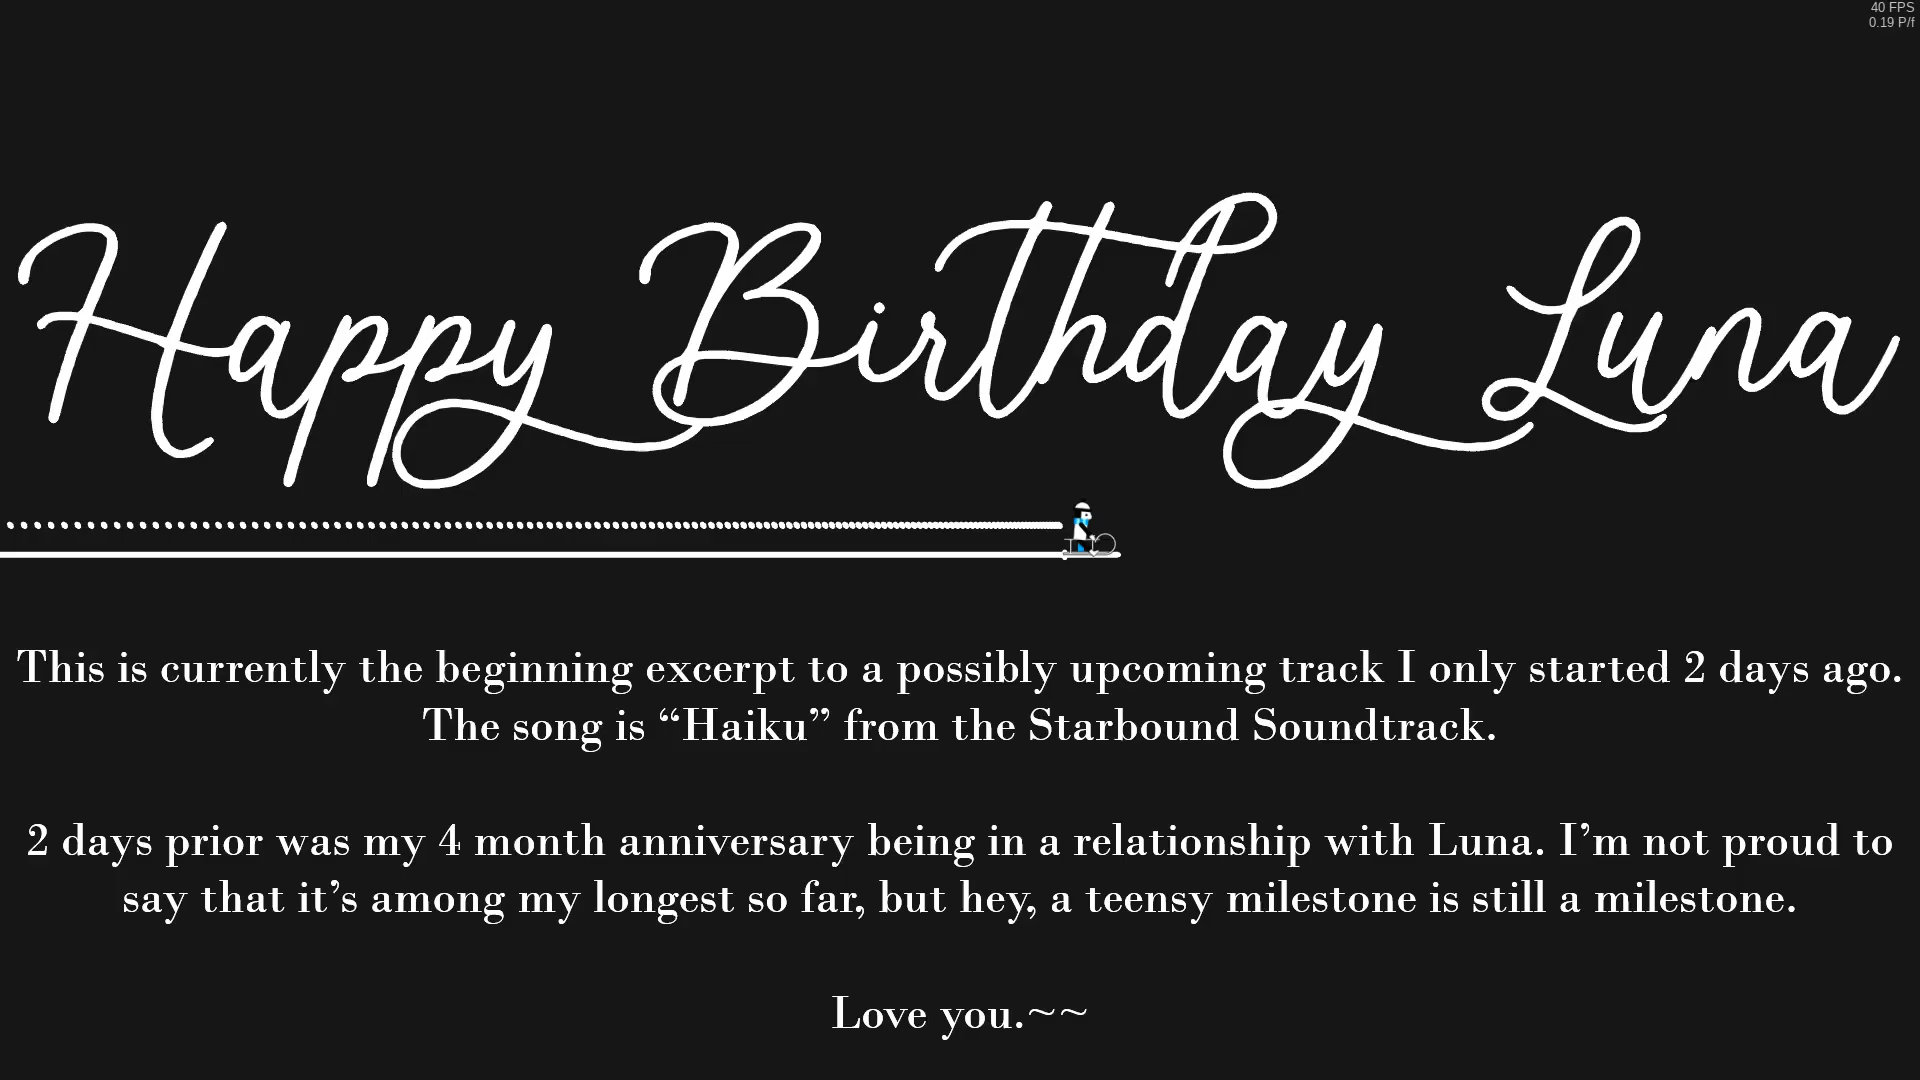 40 FPS
0.19 P/f
Happy Birthday Luna
This is currently the beginning excerpt to a possibly upcoming track I only started 2 days ago.
The song is “Haiku” from the Starbound Soundtrack.
2 days prior was my 4 month anniversary being in a relationship with Luna. I’m not proud to
say that it’s among my longest so far, but hey, a teensy milestone is still a milestone.
Love you.~~